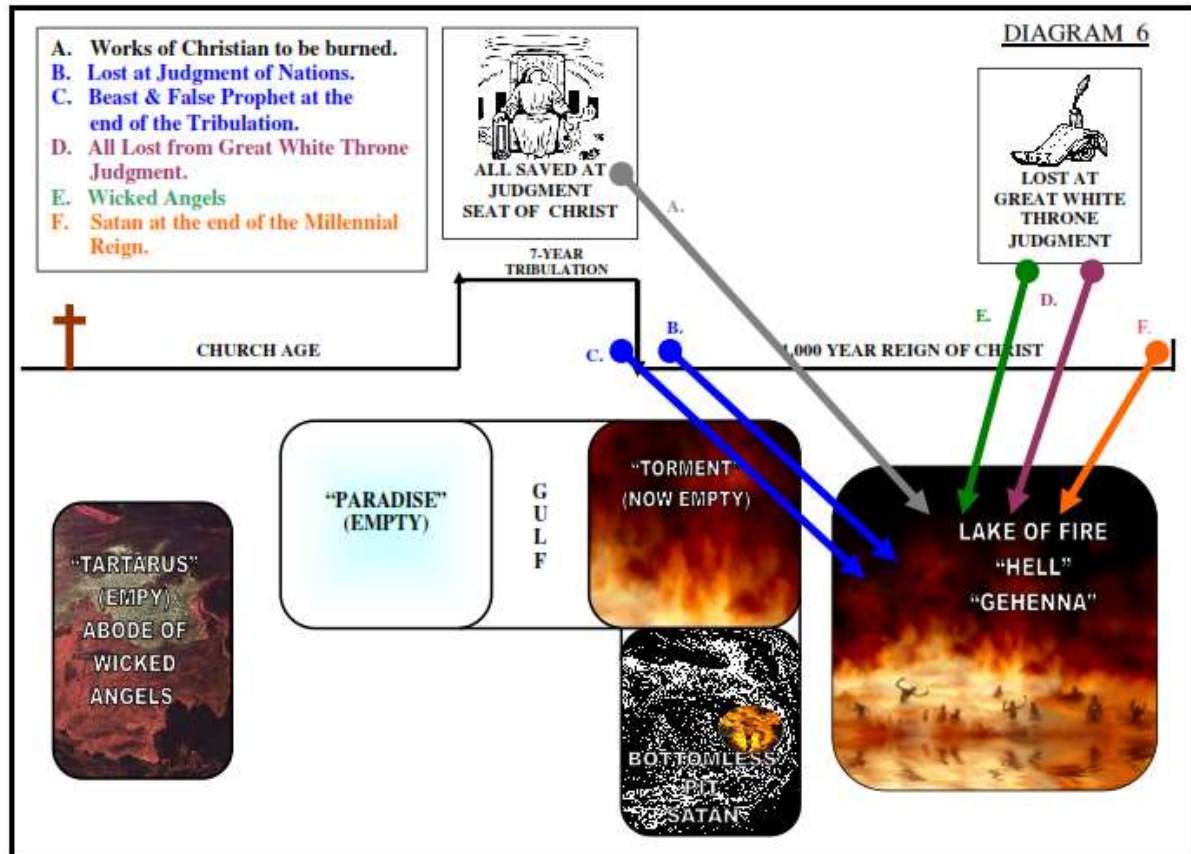 DIAGRAM 6
A. Works of Christian to be burned.
B. Lost at Judgment of Nations.
C. Beast & False Prophet at the
end of the Tribulation.
D. All Lost from Great White Throne
Judgment.
E. Wicked Angels
F. Satan at the end of the Millennial
Reign.
ALL SAVED AT
JUDGMENT
SEAT OF CHRIST
LOST AT
GREAT WHITE
THRONE
JUDGMENT
A.
7-YEAR
TRIBULATION
E.
D.
F.
B.
C.
CHURCH AGE
1,000 YEAR REIGN OF CHRIST
"TARTARUS"
(EMPY)
ABODE OF
WICKED
ANGELS
"PARADISE"
(EMPTY)
G
U
L
F
"TORMENT"
(NOW EMPTY)
BOTTOMLESS
PIT
SATAN
LAKE OF FIRE
"HELL"
"GEHENNA"